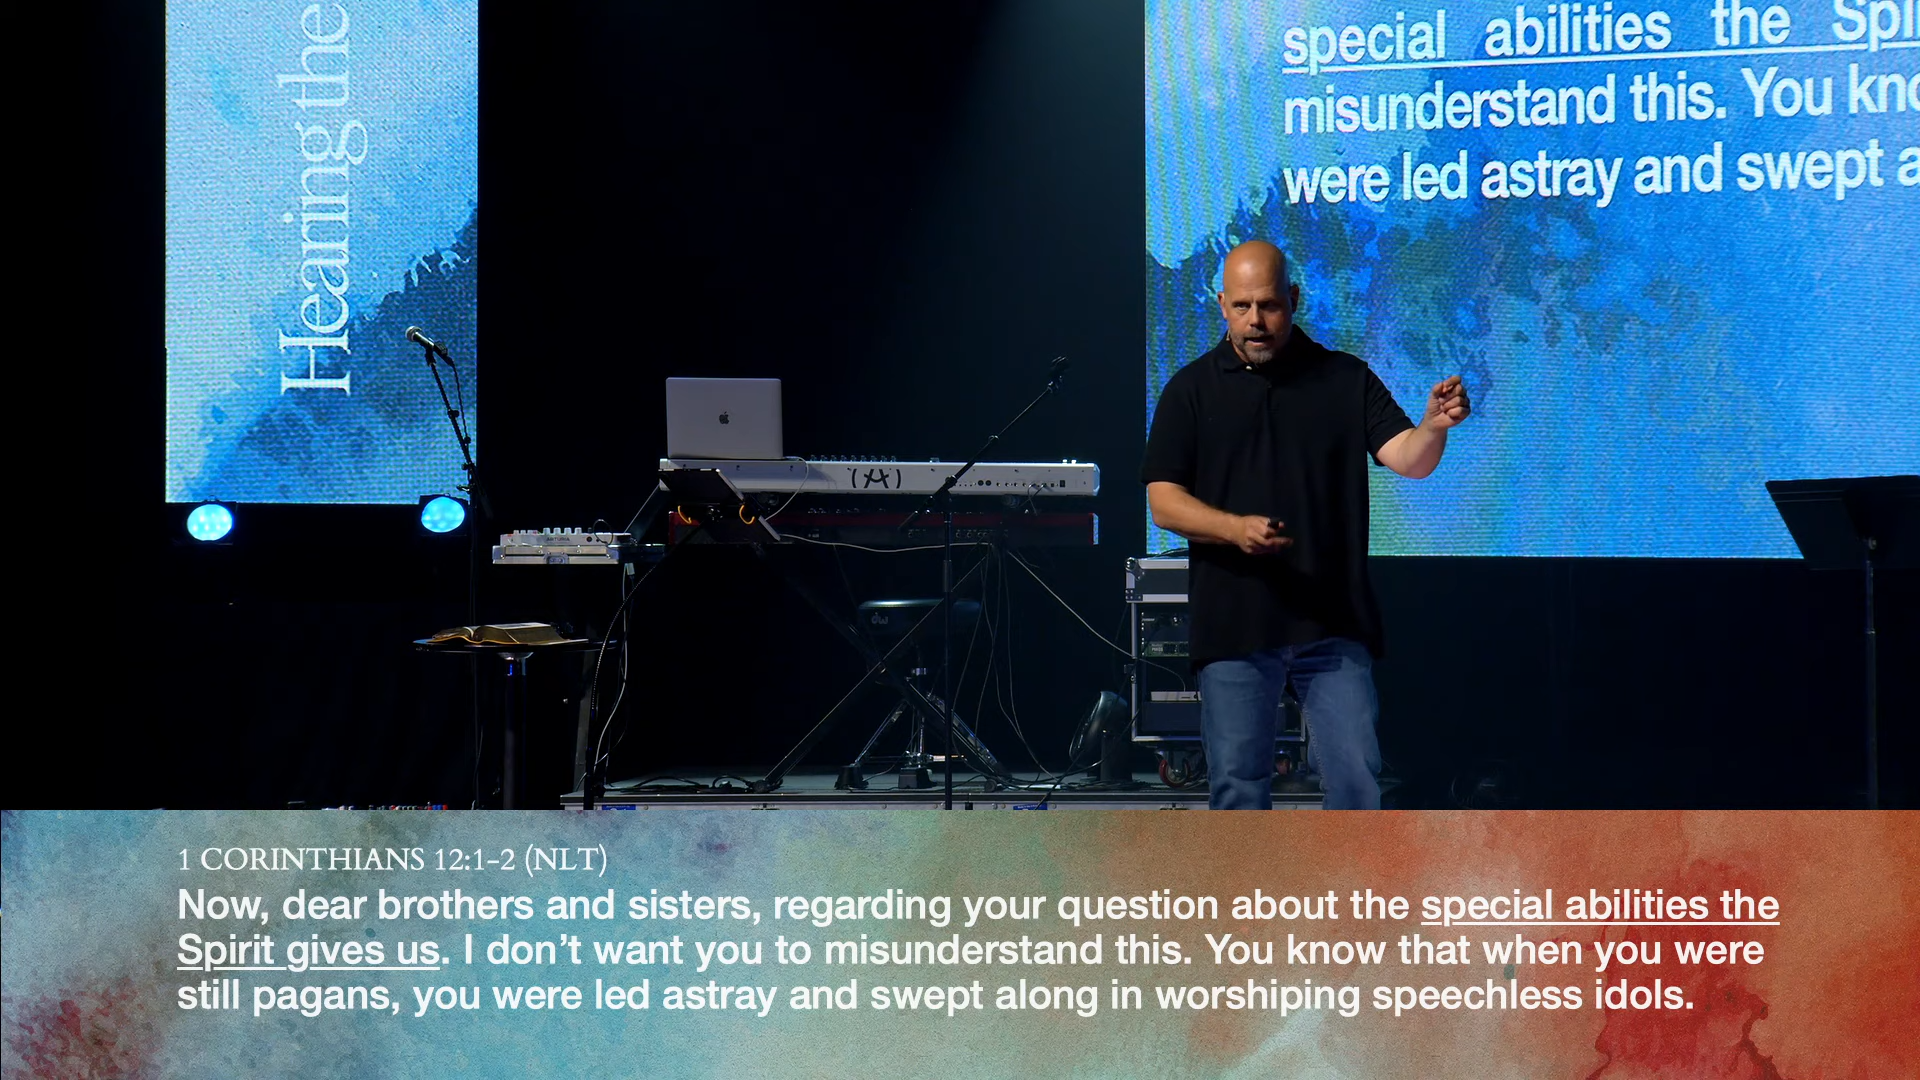 Hearing the
special abilities the
misunderstand this. You
were led astray and swept
(A)
dw
1 CORINTHIANS 12:1-2 (NLT)
Now, dear brothers and sisters, regarding your question about the special abilities the
Spirit gives us. I don’t want you to misunderstand this. You know that when you were
still pagans, you were led astray and swept along in worshiping speechless idols.